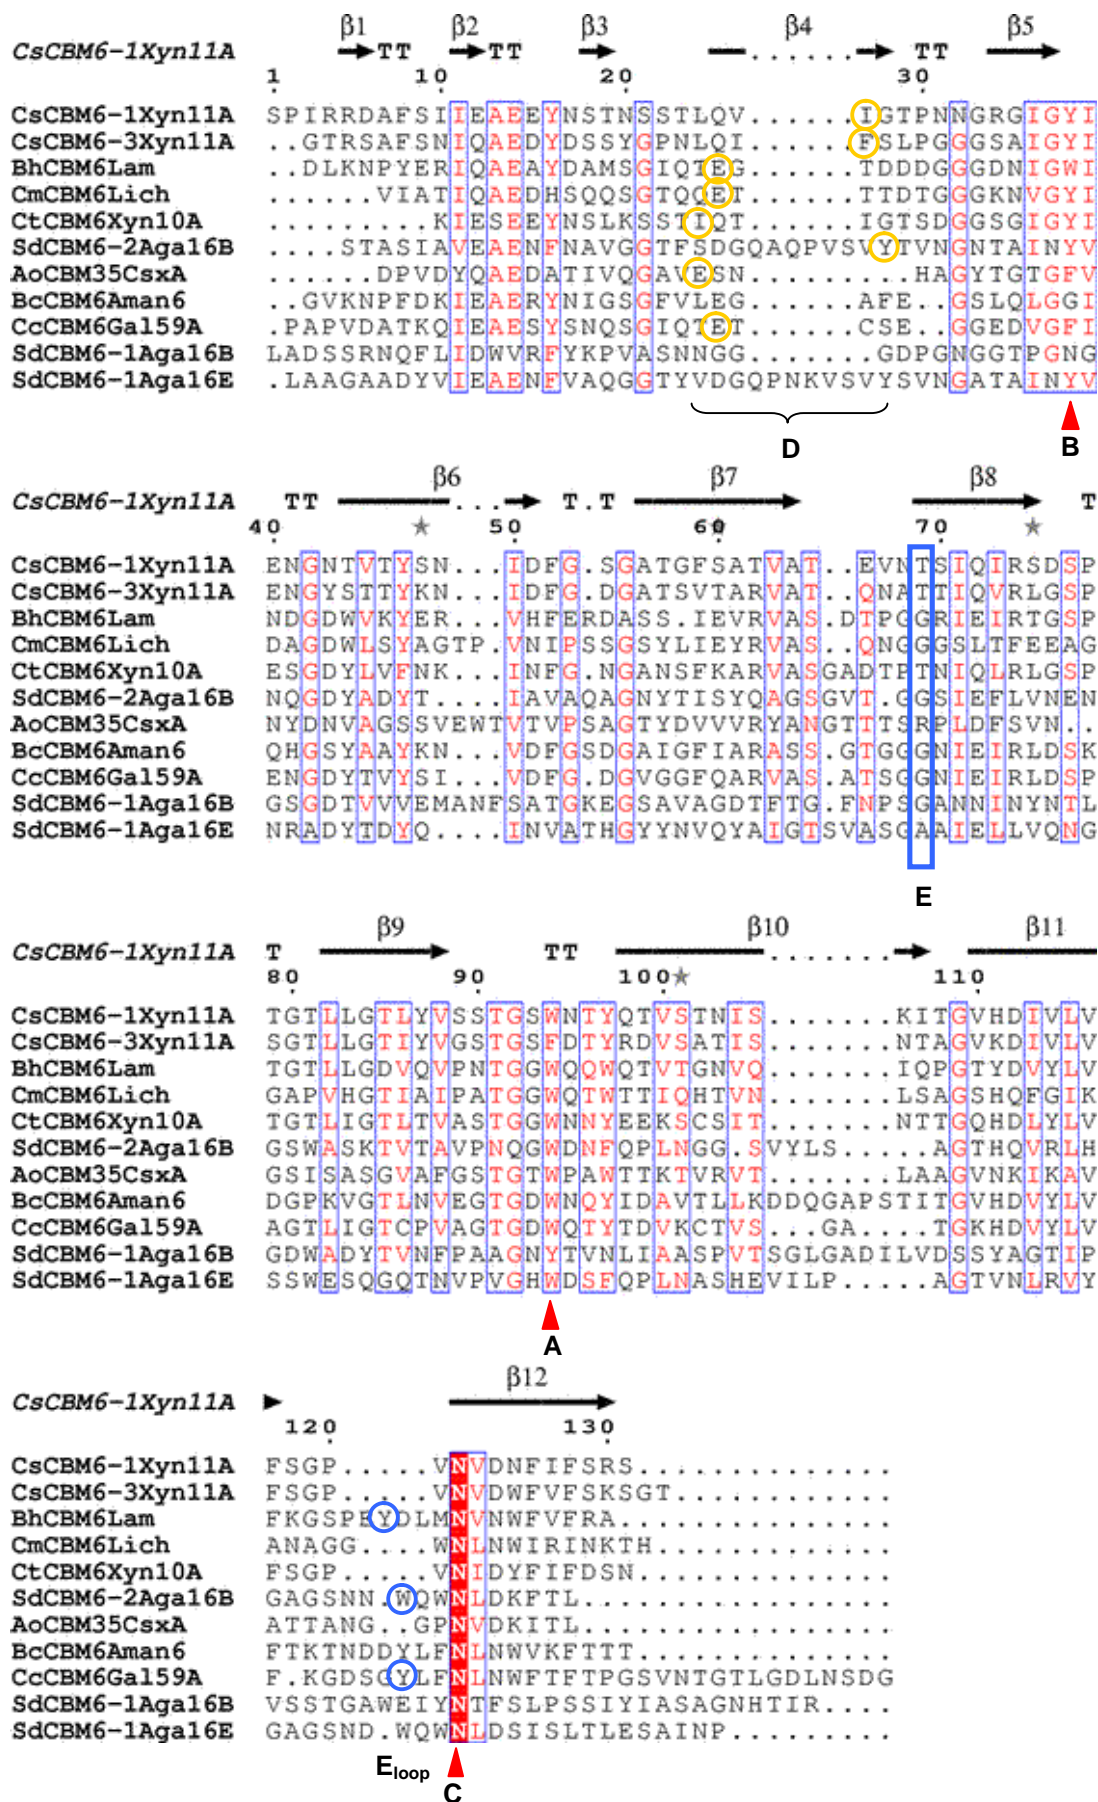 β1 β2 β3 β4 β5
CsCBM6-1Xyn11A TT TT ...... TT
1 10 20 30
CsCBM6-1Xyn11A SPIRRDAFSIIEAEEYNSTNSSTLQV......IGTPNNGRGIGYI
CsCBM6-3Xyn11A ..GTRSAFSNIQAEDYDSSYGPNLQI......FSLPGGGSAIGYI
BhCBM6Lam ..DLKNPYERIQAEAYDAMSGIQTEG......TDDDGGGDNIGWI
CmCBM6Lich ......VIATIQAEDHSQQSGTQQET......TTDTGGGKNVGYI
CtCBM6Xyn10A .........KIESEEYNSLKSSTIQT......IGTSDGGSGIGYI
SdCBM6-2Aga16B ....STASIAVEAENFNAVGGTFSDGQAQPVSVYTVNGNTAINYV
AoCBM35CsxA ......DPVDYQAEDATIVQGAVESN........HAGYTGTGFV
BcCBM6Aman6 ..GVKNPFDKIEAERYNIGSGFVLEG......AFE..GSLQLGGI
CcCBM6Gal59A .PAPVDATKQIEAESYSNQSGIQTET......CSE..GGEDVGFI
SdCBM6-1Aga16B LADSSRNQFLIDWVRFYKPVASNNGG.......GDPGNGGTPGNG
SdCBM6-1Aga16E .LAAGAADYVIEAENFVAQGGTYVDGQPNKVSVYSVNGATAINYV
D B
β6 β7 β8
CsCBM6-1Xyn11A TT .... T.T T
40 50 60 70
CsCBM6-1Xyn11A ENGNTVTYSN...IDFG.SGATGFSATVAT..EVNTSIQIRSDSP
CsCBM6-3Xyn11A ENGYSTTYKN...IDFG.DGATSVTARVAT..QNATTIQVRLGSP
BhCBM6Lam NDGDWVKYER...VHFERDASS.IEVRVAS.DTPGGRIEIRTGSP
CmCBM6Lich DAGDWLSYAGTP.VNIPSSGSYLIEYRVAS..QNGGGSLTFEEAG
CtCBM6Xyn10A ESGDYLVFNK...INFG.NGANSFKARVASGADTPTNIQLRLGSP
SdCBM6-2Aga16B NQGDYADYT....IAVAQAGNYTISYQAGSGVT.GGSIEFLVNEN
AoCBM35CsxA NYDNVAGSSVEWTVTVPSAGTYDVVVRYANGTTTSRPLDFSVN..
BcCBM6Aman6 QHGSYAAYKN...VDFGSDGAIGFIARASS.GTGGGNIEIRLDSK
CcCBM6Gal59A ENGDYTVYSI...VDFG.DGVGGFQARVAS.ATSGGNIEIRLDSP
SdCBM6-1Aga16B GSGDTVVVEMANFSATGKEGSAVAGDTFTG.FNPSGANNINYNTL
SdCBM6-1Aga16E NRADYTDYQ....INVATHGYYNVQYAIGTSVASGAAIELLVQNG
E
β9 β10 β11
CsCBM6-1Xyn11A T TT .......
80 90 100 110
CsCBM6-1Xyn11A TGTLLGTLYVSSTGSWNTYQTVSTNIS.......KITGVHDIVLV
CsCBM6-3Xyn11A SGTLLGTIYVGSTGSFDTYRDVSATIS.......NTAGVKDIVLV
BhCBM6Lam TGTLLGDVQVPNTGGWQQWQTVTGNVQ.......IQPGTYDVYLV
CmCBM6Lich GAPVHGTIAIPATGGWQTWTTIQHTVN.......LSAGSHQFGIK
CtCBM6Xyn10A TGTLIGTLTVASTGGWNNYEEKSCSIT.......NTTGQHDLYLV
SdCBM6-2Aga16B GSWASKTVTAVPNQGWDNFQPLNGG.SVYLS....AGTHQVRLH
AoCBM35CsxA GSISASGVAFGSTGTWPAWTTKTVRVT.......LAAGVNKIKAV
BcCBM6Aman6 DGPKVGTLNVEGTGDWNQYIDAVTLLKDDQGAPSTITGVHDVYLV
CcCBM6Gal59A AGTLIGTCPVAGTGDWQTYTDVKCTVS...GA....TGKHDVYLV
SdCBM6-1Aga16B GDWADYTVNFPAAGNYTVNLIAASPVTSGLGADILVDSSYAGTIP
SdCBM6-1Aga16E SSWESQGQTNVPVGHWDSFQPLNASHEVILP.....AGTVNLRVY
A
β12
CsCBM6-1Xyn11A
120 130
CsCBM6-1Xyn11A FSGP.....VNVDNFIFSRS..............
CsCBM6-3Xyn11A FSGP.....VNVDWFVFSKSGT............
BhCBM6Lam FKGSPEYDLMNVNWFVFRA...............
CmCBM6Lich ANAGG....WNLNWIRINKTH.............
CtCBM6Xyn10A FSGP.....VNIDYFIFDSN..............
SdCBM6-2Aga16B GAGSNN.WQWNLDKFTL.................
AoCBM35CsxA ATTANG..GPNVDKITL.................
BcCBM6Aman6 FTKTNDDYLFNLNWVKFTTT..............
CcCBM6Gal59A F.KGDSGYLFNLNWFTFTPGSVNTGTLGDLNSDG
SdCBM6-1Aga16B VSSTGAWEIYNTFSLPSSIYIASAGNHTIR....
SdCBM6-1Aga16E GAGSND.WQWNLDSISLTLESAINP.........
Eloop C